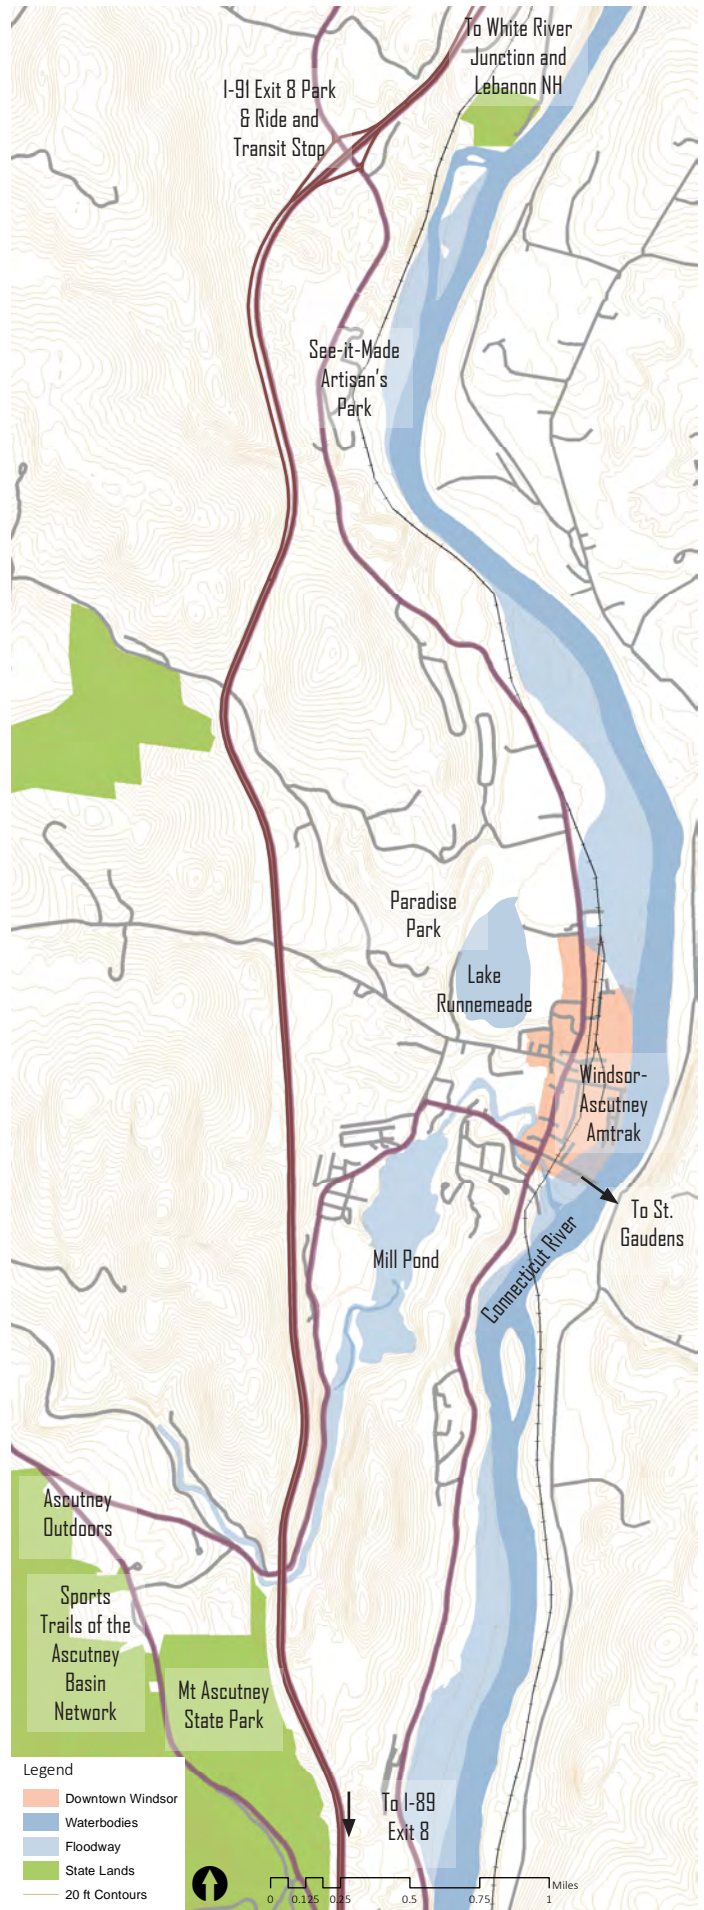 To White River
Junction and
Lebanon NH
I-91 Exit 8 Park
& Ride and
Transit Stop
See-it-Made
Artisan's
Park
Paradise
Park
Lake
Runnemeade
Windsor-
Ascutney
Amtrak
To St.
Gaudens
Connecticut River
Mill Pond
Ascutney
Outdoors
Sports
Trails of the
Ascutney
Basin
Network
Mt Ascutney
State Park
To I-89
Exit 8
Legend
Downtown Windsor
Waterbodies
Floodway
State Lands
20 ft Contours
0 0.125 0.25 0.5 0.75 1 Miles